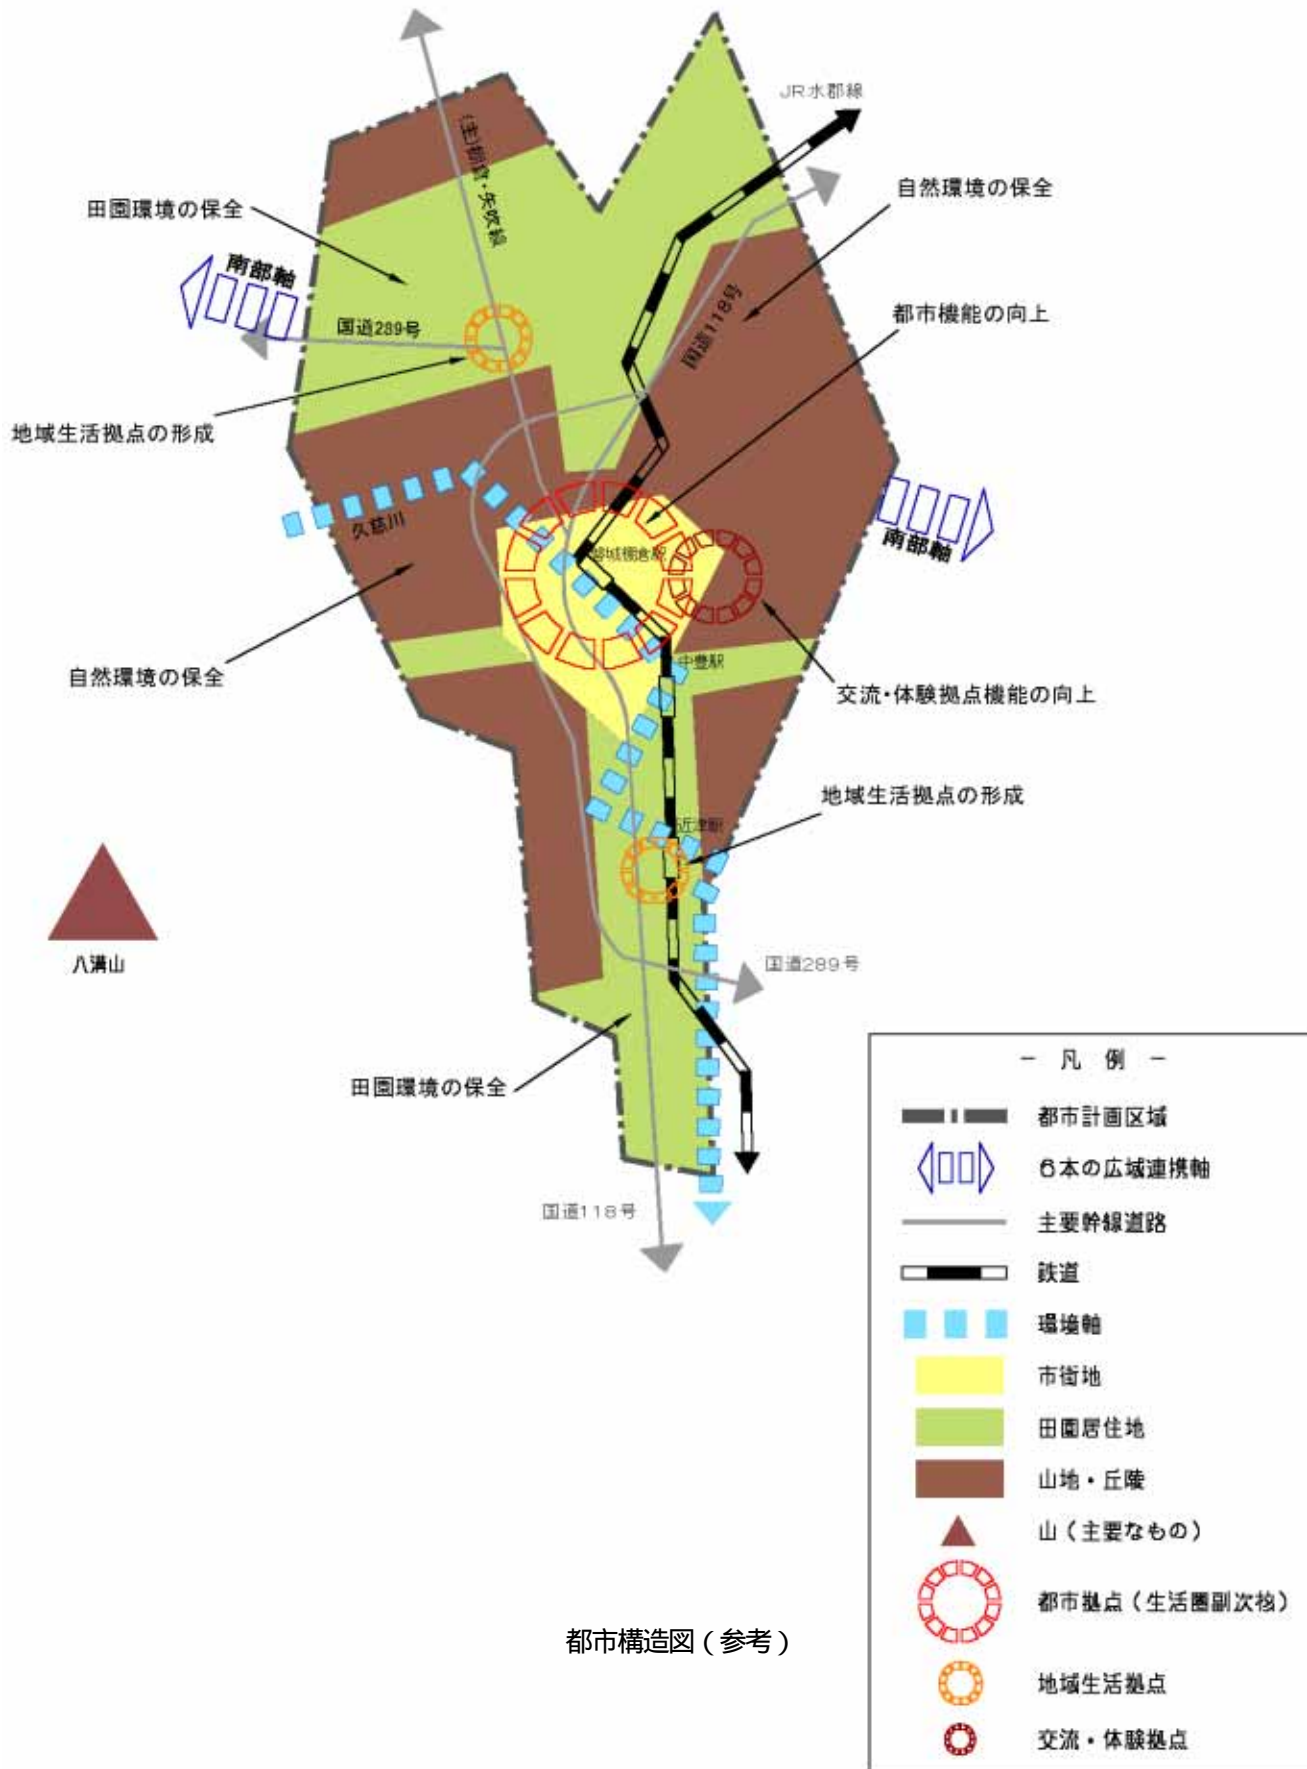 JR水郡線
(主)棚倉・矢吹線
自然環境の保全
田園環境の保全
南部軸
国道289号
国道118号
都市機能の向上
地域生活拠点の形成
久慈川
南部軸
磐城棚倉駅
自然環境の保全
中豊駅
交流・体験拠点機能の向上
地域生活拠点の形成
近津駅
八溝山
国道289号
田園環境の保全
国道118号
－ 凡 例 －
都市計画区域
6本の広域連携軸
主要幹線道路
鉄道
環境軸
市街地
田園居住地
山地・丘陵
山（主要なもの）
都市拠点（生活圏副次核）
地域生活拠点
交流・体験拠点
都市構造図（参考）